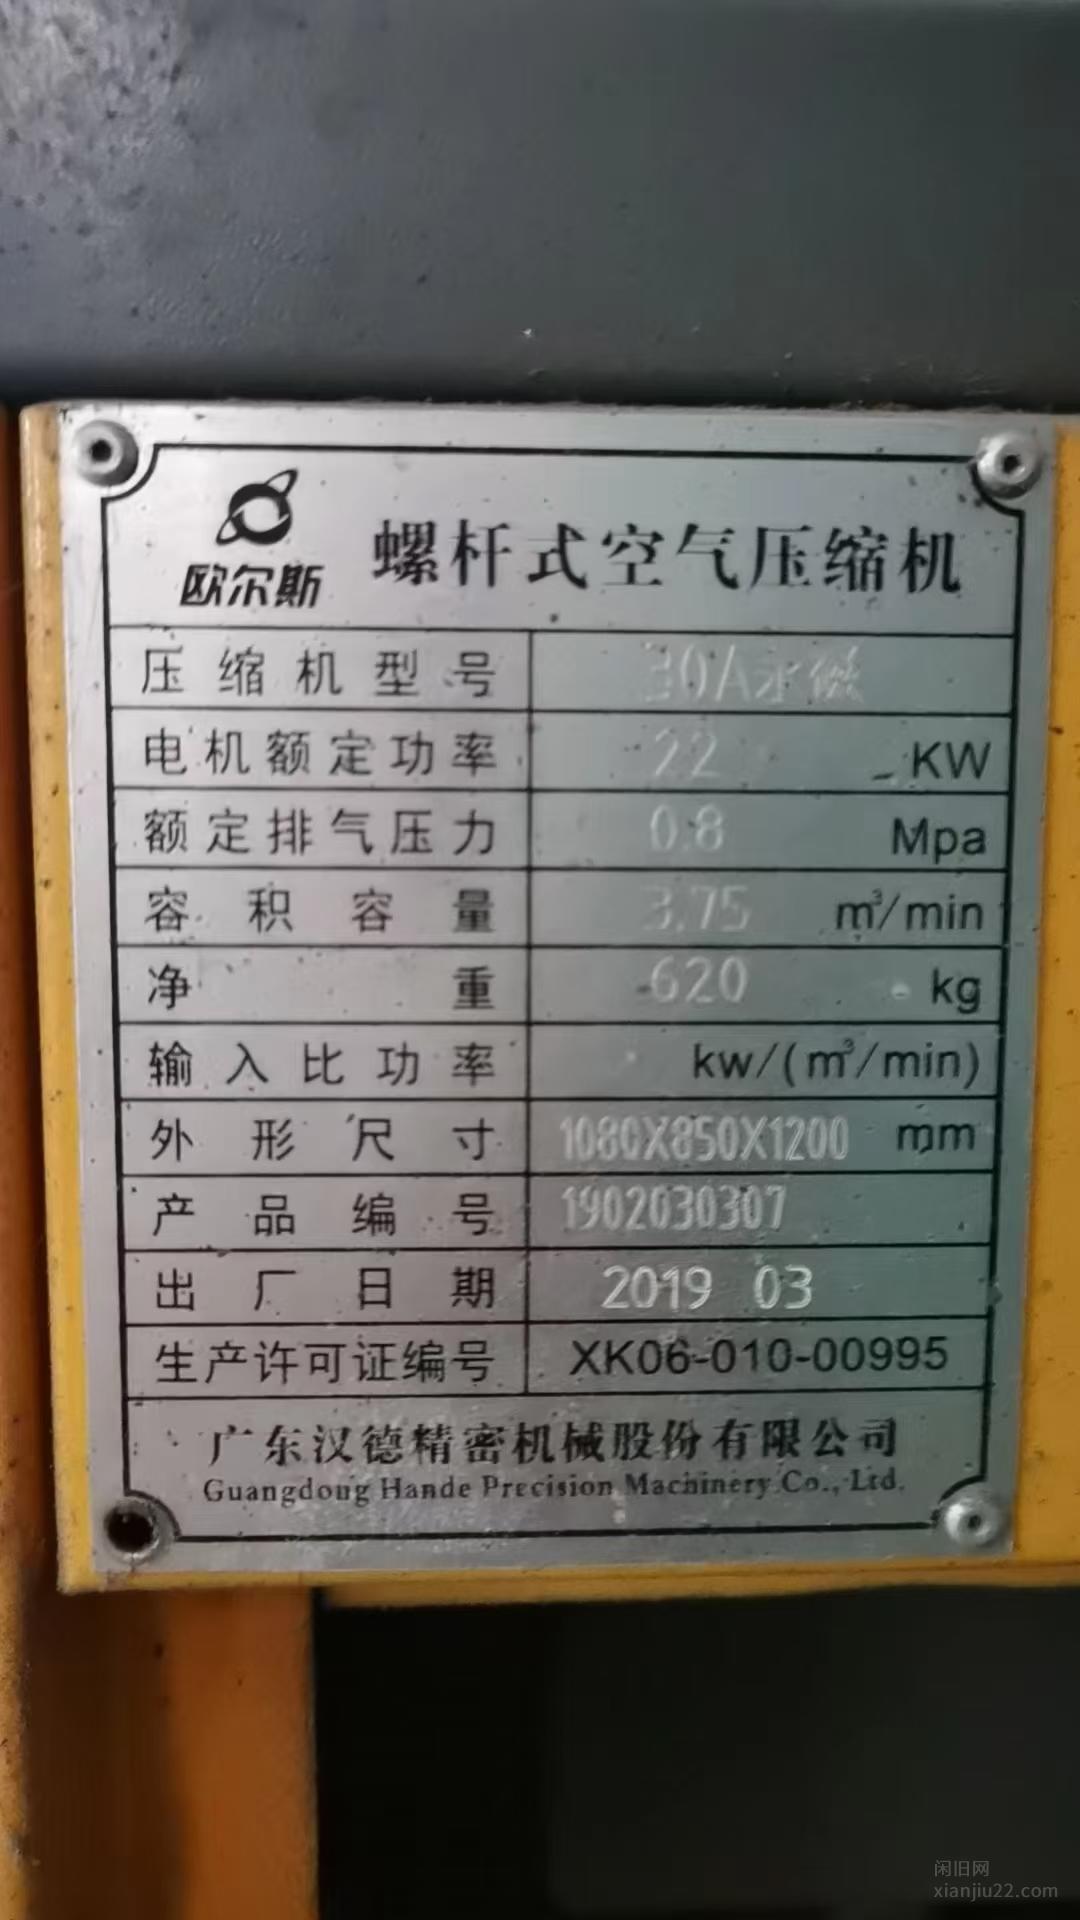 欧尔斯 螺杆式空气压缩机
压缩机型号 30A永磁
电机额定功率 22 KW
额定排气压力 0.8 Mpa
容积容量 3.75 m³/min
净重 620 kg
输入比功率 kw/(m³/min)
外形尺寸 1080X850X1200 mm
产品编号 1902030307
出厂日期 2019 03
生产许可证编号 XK06-010-00995
广东汉德精密机械股份有限公司
Guangdoug Hande Precision Machinery Co., Ltd.
闲旧网
xianjiu22.com